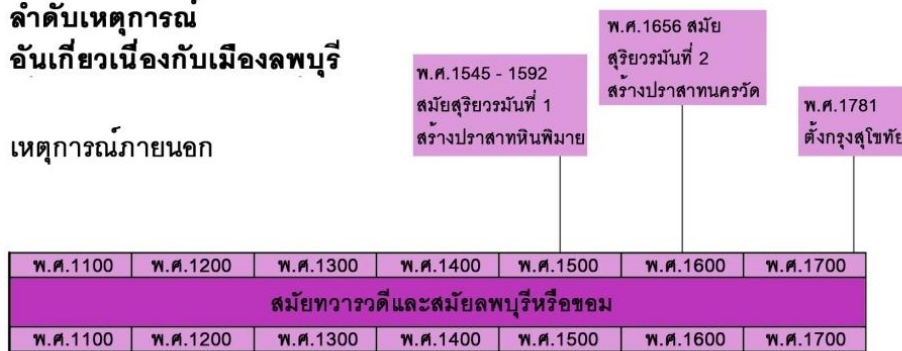 ลำดับเหตุการณ์
อันเกี่ยวเนื่องกับเมืองลพบุรี
เหตุการณ์ภายนอก
พ.ศ.1545 - 1592
สมัยสุริยวรมันที่ 1
สร้างปราสาทหินพิมาย
พ.ศ.1656 สมัย
สุริยวรมันที่ 2
สร้างปราสาทนครวัด
พ.ศ.1781
ตั้งกรุงสุโขทัย
พ.ศ.1100 พ.ศ.1200 พ.ศ.1300 พ.ศ.1400 พ.ศ.1500 พ.ศ.1600 พ.ศ.1700
สมัยทวารวดีและสมัยลพบุรีหรือขอม
พ.ศ.1100 พ.ศ.1200 พ.ศ.1300 พ.ศ.1400 พ.ศ.1500 พ.ศ.1600 พ.ศ.1700